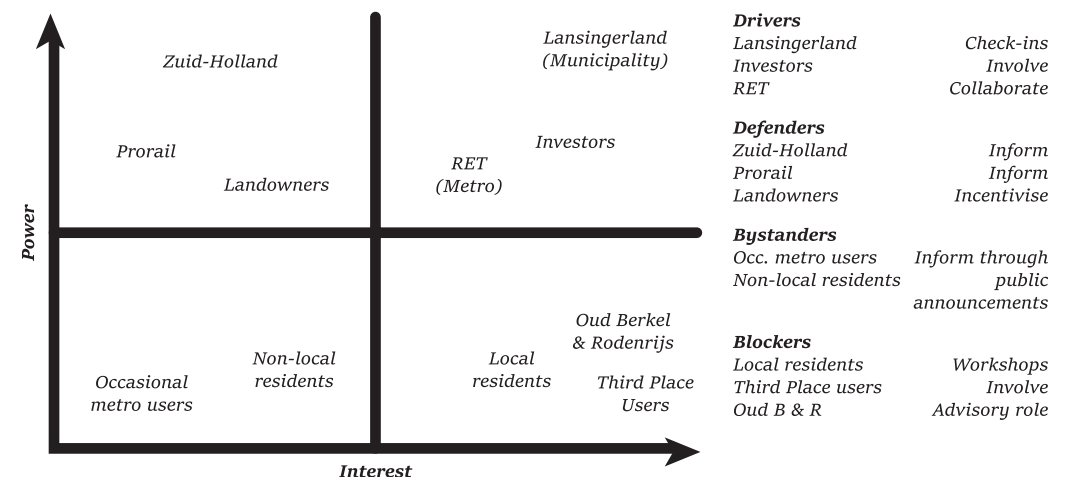 Zuid-Holland
Lansingerland
(Municipality)
Prorail
Landowners
RET
(Metro)
Investors
Power
Occasional
metro users
Non-local
residents
Local
residents
Oud Berkel
& Rodenrijs
Third Place
Users
Interest
Drivers
Lansingerland Check-ins
Investors Involve
RET Collaborate
Defenders
Zuid-Holland Inform
Prorail Inform
Landowners Incentivise
Bystanders
Occ. metro users Inform through
Non-local residents public
announcements
Blockers
Local residents Workshops
Third Place users Involve
Oud B & R Advisory role